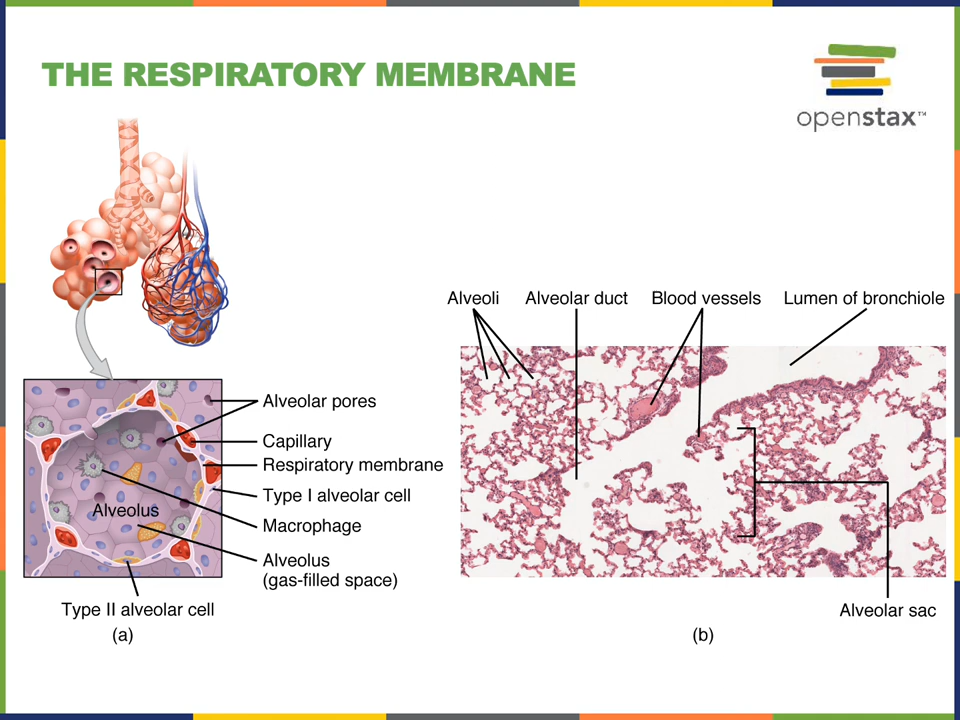 THE RESPIRATORY MEMBRANE
openstax™
Alveolar pores
Capillary
Respiratory membrane
Type I alveolar cell
Macrophage
Alveolus
Alveolus
(gas-filled space)
Type II alveolar cell
(a)
Alveoli
Alveolar duct
Blood vessels
Lumen of bronchiole
Alveolar sac
(b)